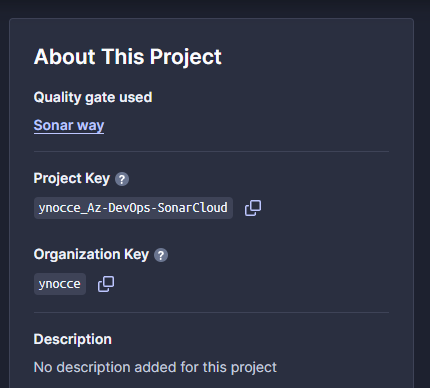 About This Project
Quality gate used
Sonar way
Project Key ?
ynocce_Az-DevOps-SonarCloud
Organization Key ?
ynocce
Description
No description added for this project